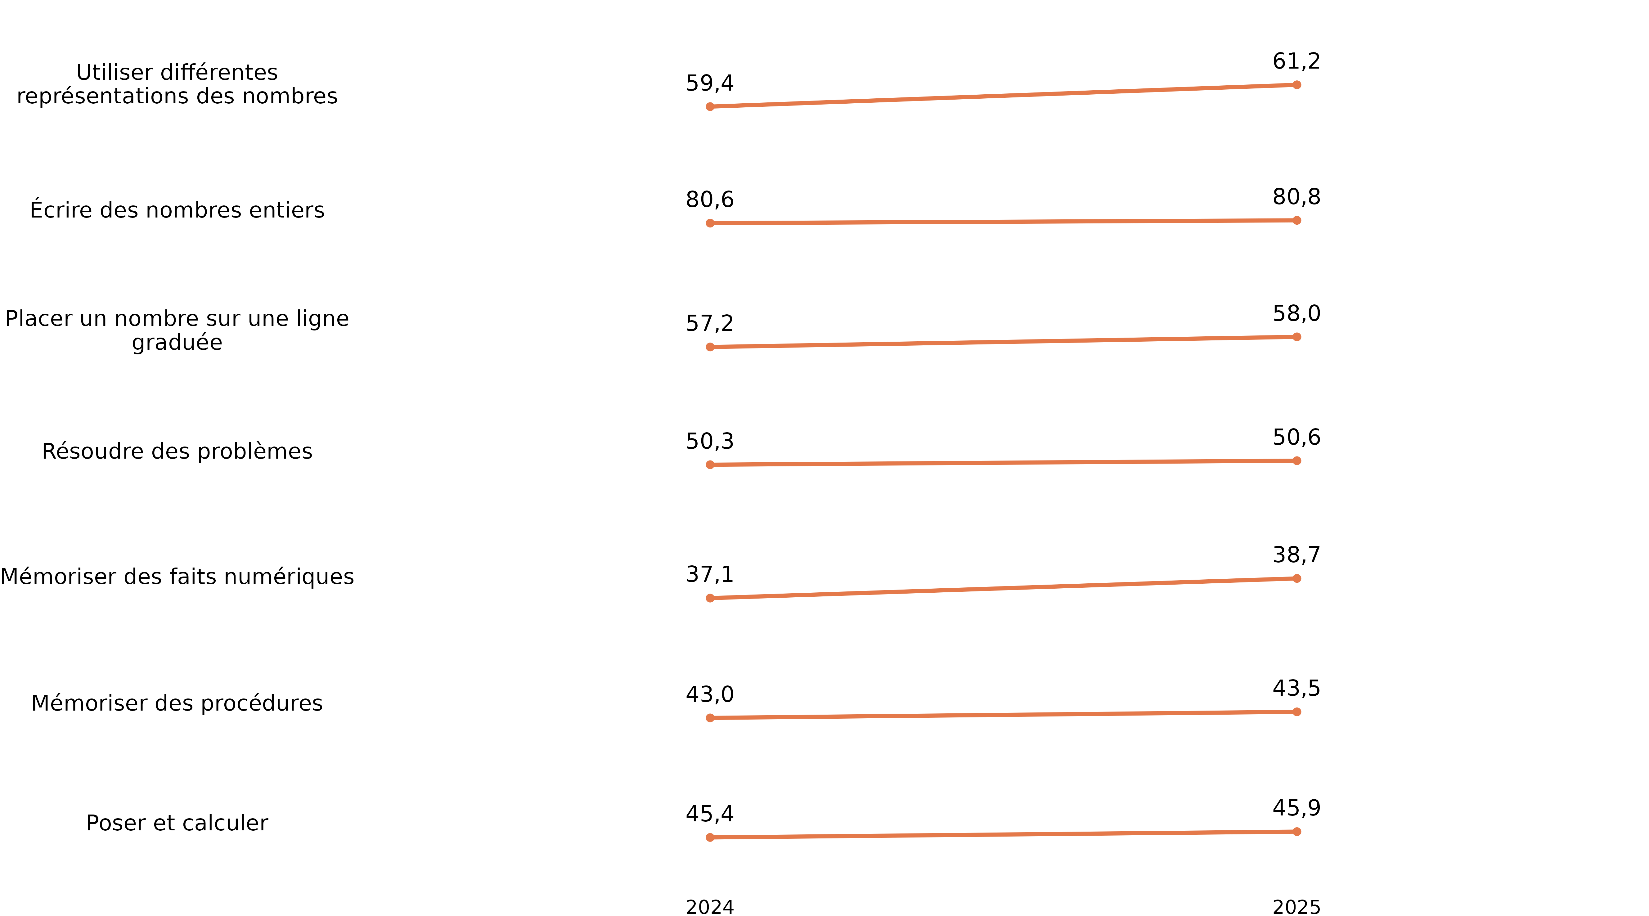 Utiliser différentes
représentations des nombres
59,4
61,2
Écrire des nombres entiers
80,6
80,8
Placer un nombre sur une ligne
graduée
57,2
58,0
Résoudre des problèmes
50,3
50,6
Mémoriser des faits numériques
37,1
38,7
Mémoriser des procédures
43,0
43,5
Poser et calculer
45,4
45,9
2024
2025